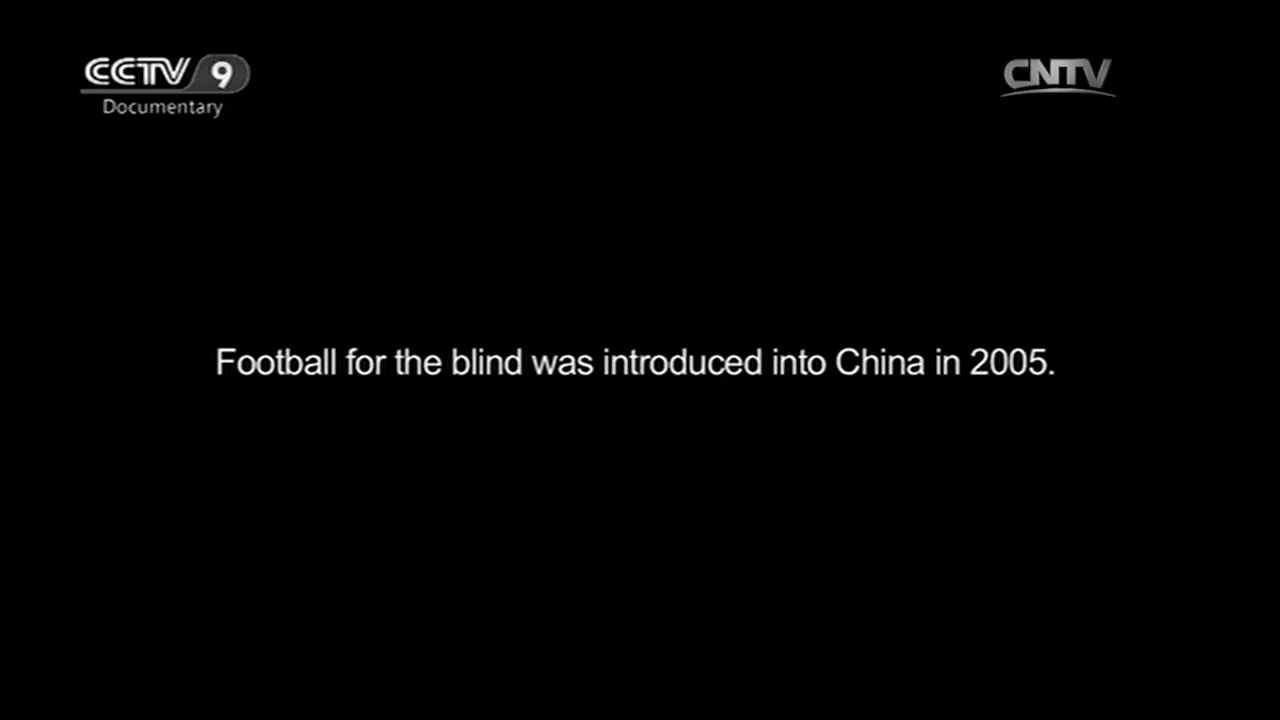 CCTV 9
Documentary
CNTV
Football for the blind was introduced into China in 2005.